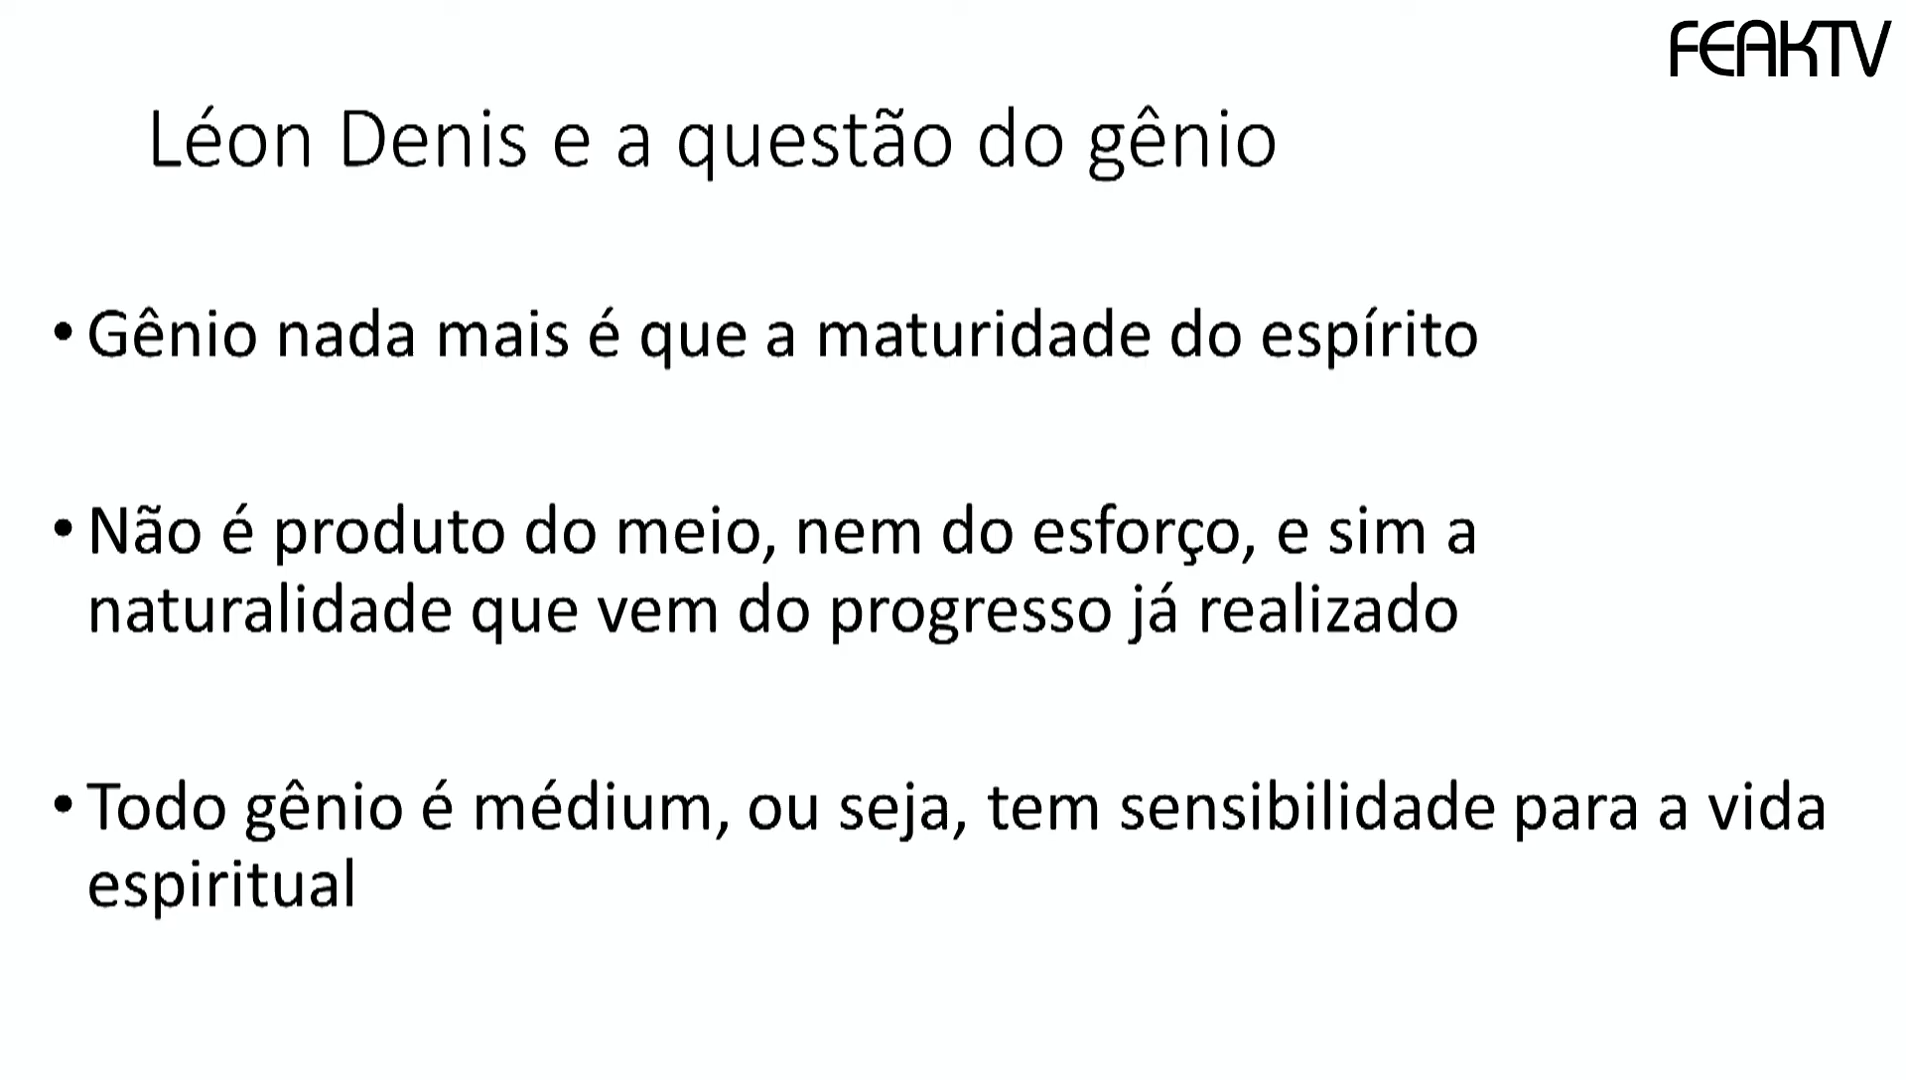 FEAKTV
Léon Denis e a questão do gênio
• Gênio nada mais é que a maturidade do espírito
• Não é produto do meio, nem do esforço, e sim a
naturalidade que vem do progresso já realizado
• Todo gênio é médium, ou seja, tem sensibilidade para a vida
espiritual